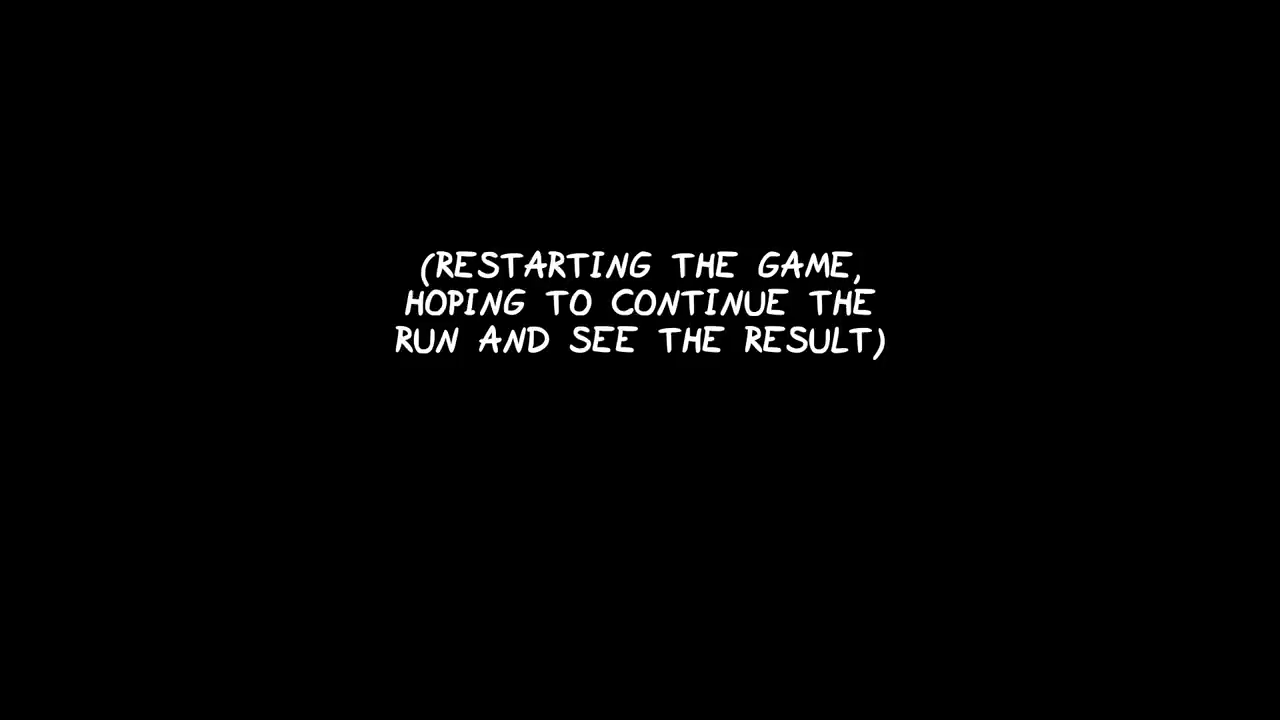 (RESTARTING THE GAME,
HOPING TO CONTINUE THE
RUN AND SEE THE RESULT)